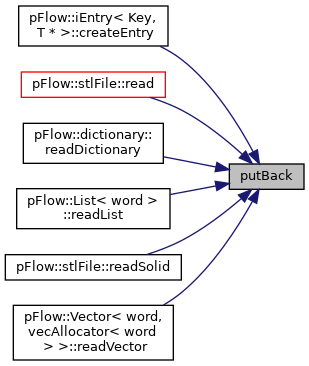 pFlow::iEntry< Key,
T * >::createEntry
pFlow::stlFile::read
pFlow::dictionary::
readDictionary
putBack
pFlow::List< word >
::readList
pFlow::stlFile::readSolid
pFlow::Vector< word,
vecAllocator< word
> >::readVector